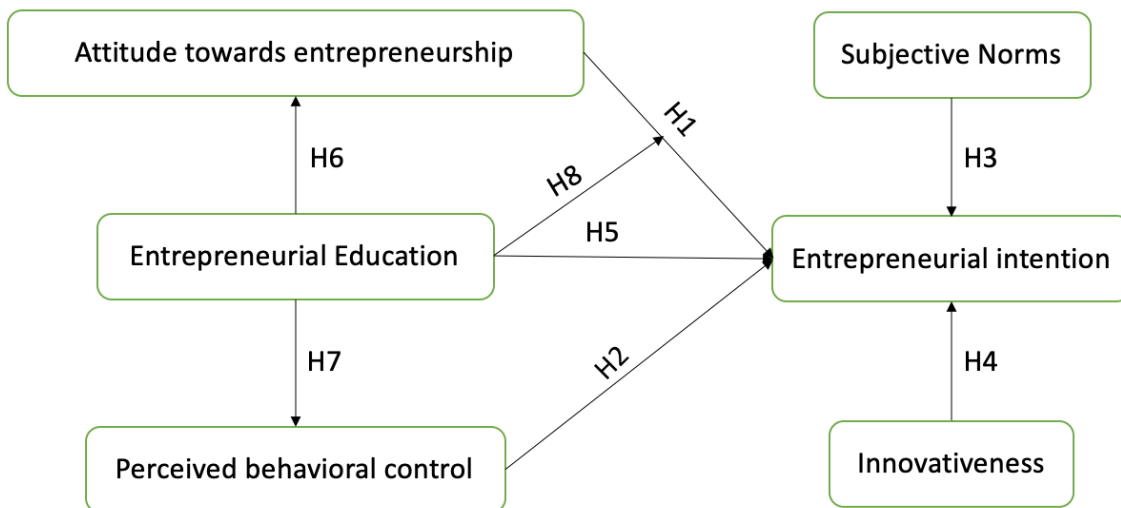 Attitude towards entrepreneurship
Subjective Norms
H1
H6
H8
H3
H5
Entrepreneurial Education
Entrepreneurial intention
H7
H2
H4
Perceived behavioral control
Innovativeness